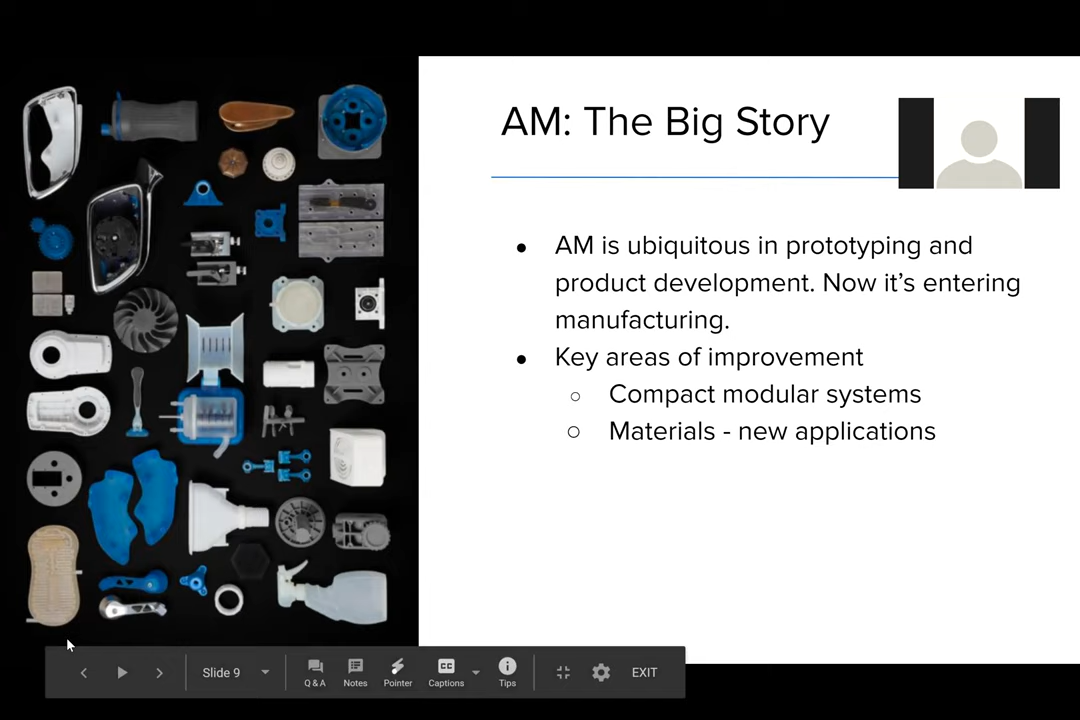 AM: The Big Story
● AM is ubiquitous in prototyping and
product development. Now it’s entering
manufacturing.
● Key areas of improvement
○ Compact modular systems
○ Materials - new applications
Slide 9
Q & A
Notes
Pointer
CC
Captions
Tips
EXIT